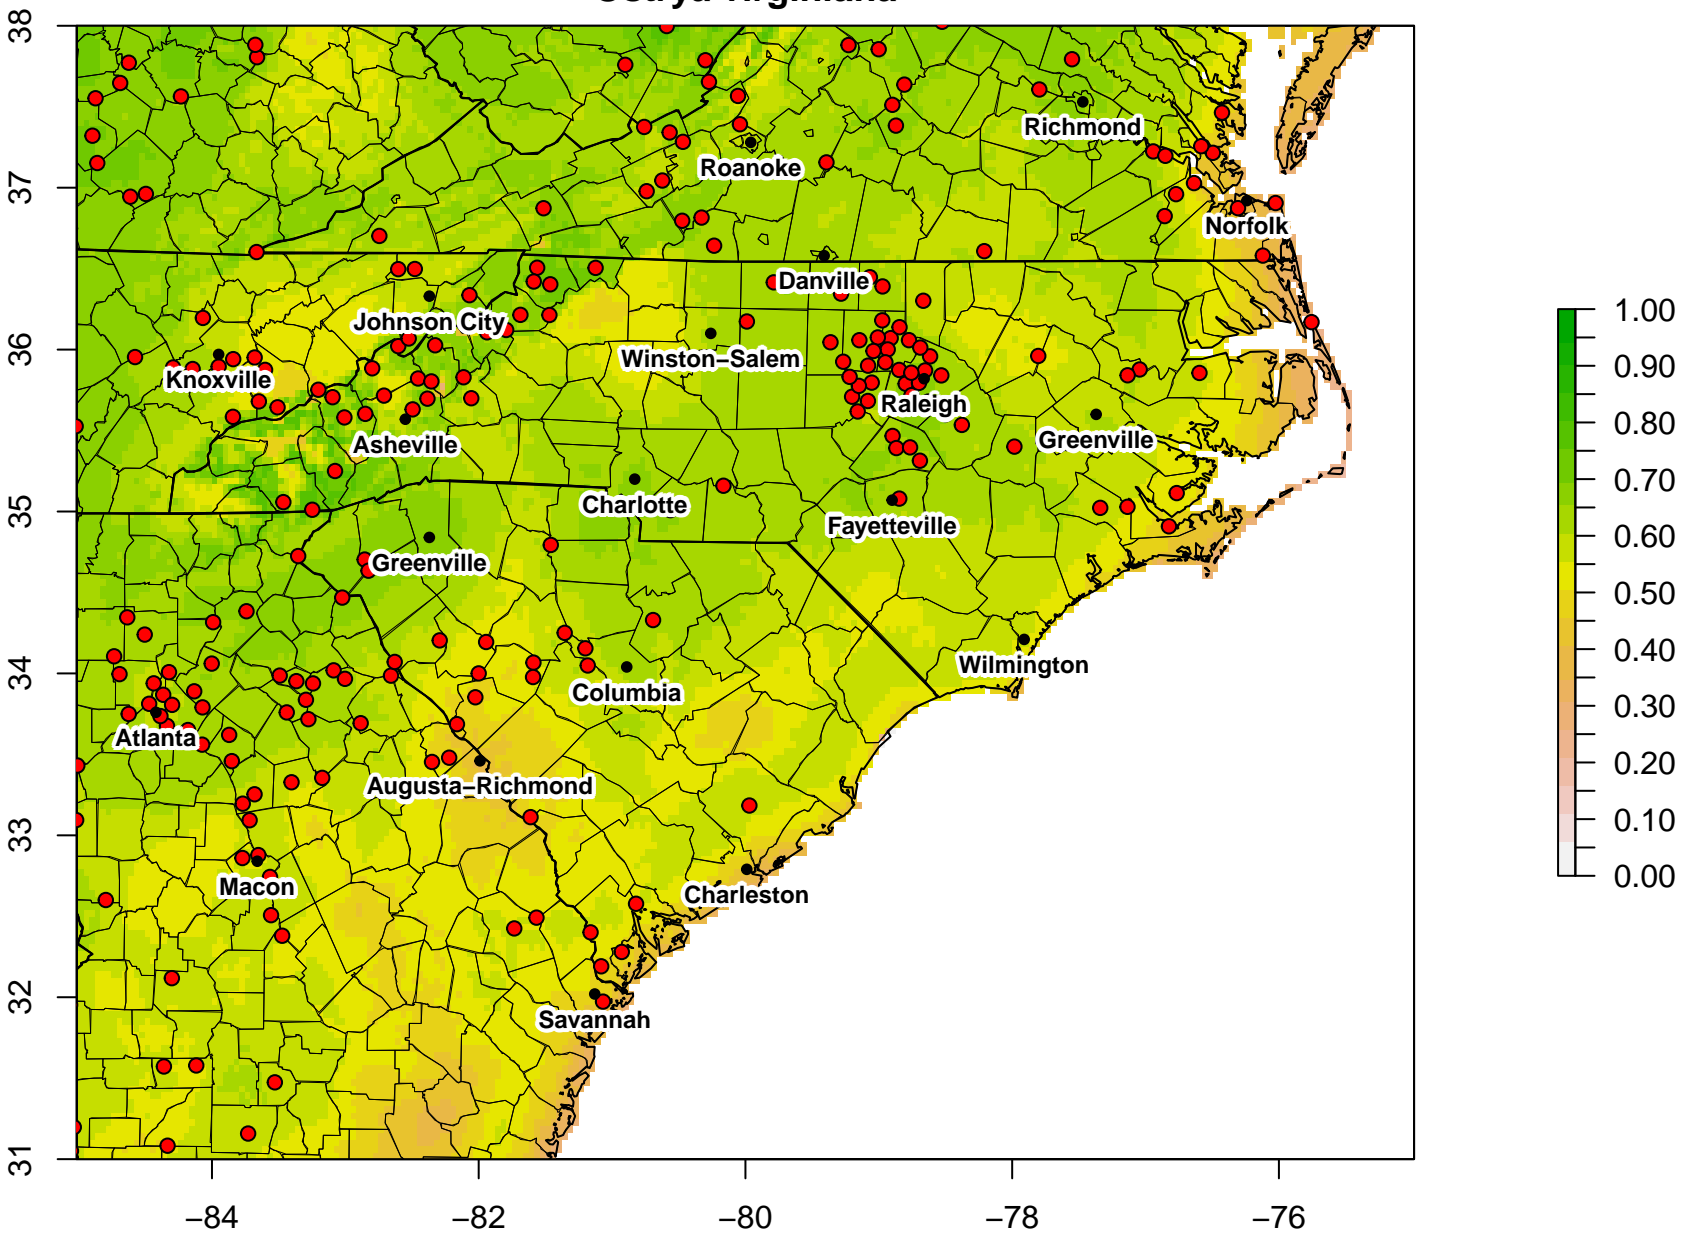 Ostrya virginiana
38
37
36
35
34
33
32
31
Richmond
Roanoke
Norfolk
Danville
Johnson City
Winston–Salem
Knoxville
Raleigh
Asheville
Greenville
Charlotte
Fayetteville
Greenville
Wilmington
Columbia
Atlanta
Augusta–Richmond
Macon
Charleston
Savannah
−84
−82
−80
−78
−76
1.00
0.90
0.80
0.70
0.60
0.50
0.40
0.30
0.20
0.10
0.00